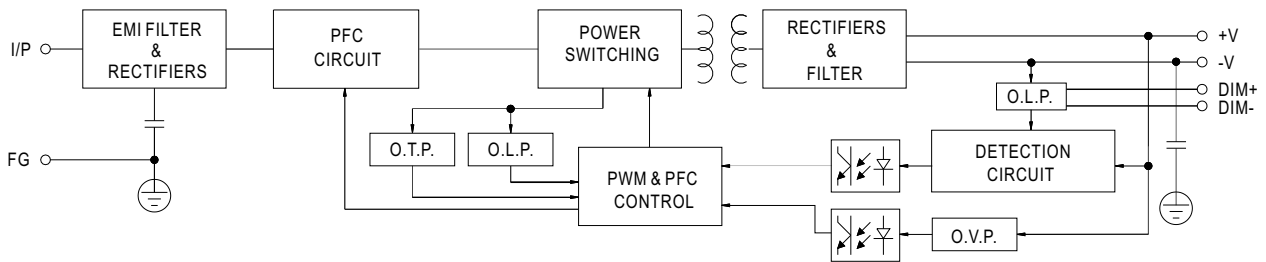 I/P
EMI FILTER
&
RECTIFIERS
PFC
CIRCUIT
POWER
SWITCHING
RECTIFIERS
&
FILTER
+V
-V
DIM+
DIM-
O.L.P.
FG
O.T.P.
O.L.P.
PWM & PFC
CONTROL
DETECTION
CIRCUIT
O.V.P.